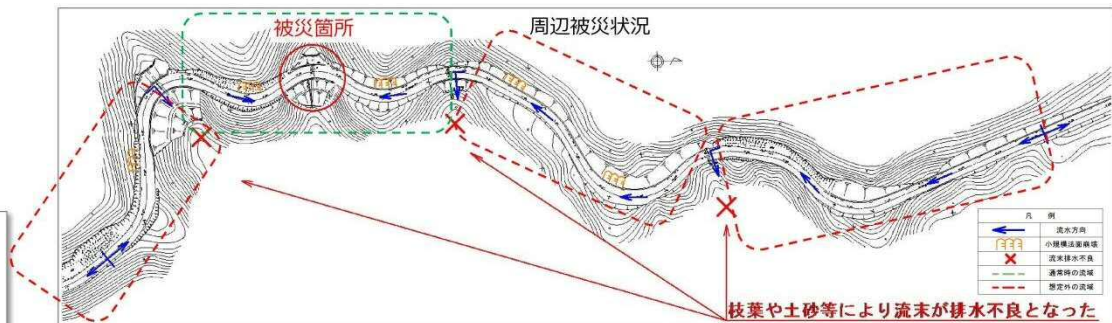 被災箇所
周辺被災状況
凡 例
流水方向
小規模法面崩壊
流末排水不良
通常時の流域
想定外の流域
枝葉や土砂等により流末が排水不良となった